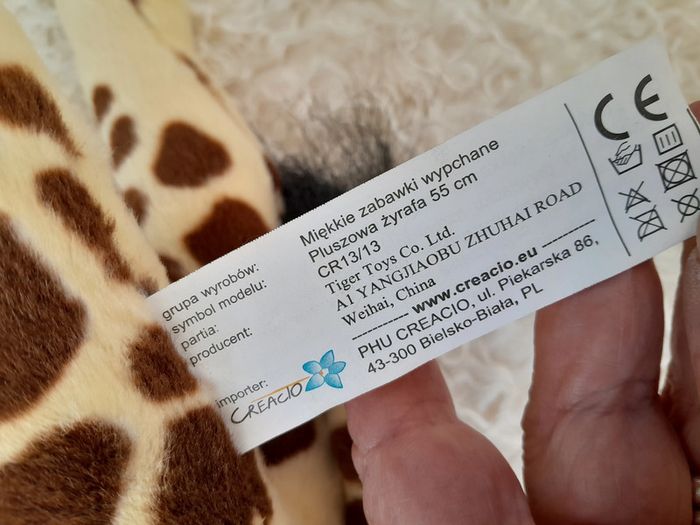 grupa wyrobów: Miękkie zabawki wypchane
symbol modelu: Pluszowa żyrafa 55 cm
partia: CR13/13
producent: Tiger Toys Co. Ltd.
A1 YANGJIAOBU ZHUHAI ROAD
Weihai, China
---------- www.creacio.eu ----------
importer: PHU CREACIO, ul. Piekarska 86,
43-300 Bielsko-Biała, PL
CREACIO
CE